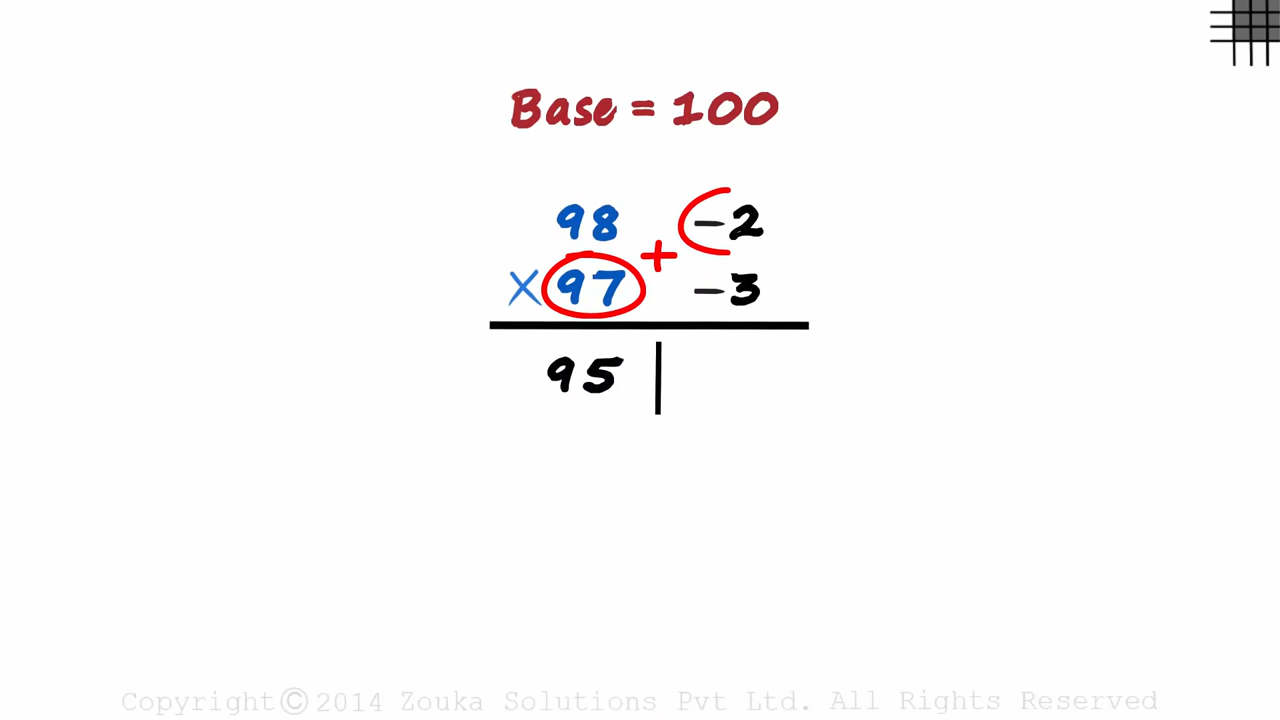 Base = 100
98 + -2
× 97 -3
95 |
Copyright©2014 Zouka Solutions Pvt Ltd. All Rights Reserved